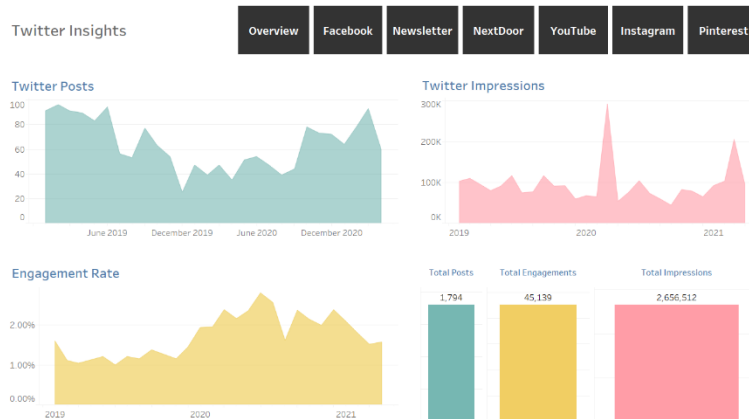 Twitter Insights
Overview
Facebook
Newsletter
NextDoor
YouTube
Instagram
Pinterest
Twitter Posts
100
80
60
40
20
0
June 2019
December 2019
June 2020
December 2020
Twitter Impressions
300K
200K
100K
0K
2019
2020
2021
Engagement Rate
2.00%
1.00%
0.00%
2019
2020
2021
Total Posts
Total Engagements
Total Impressions
1,794
45,139
2,656,512